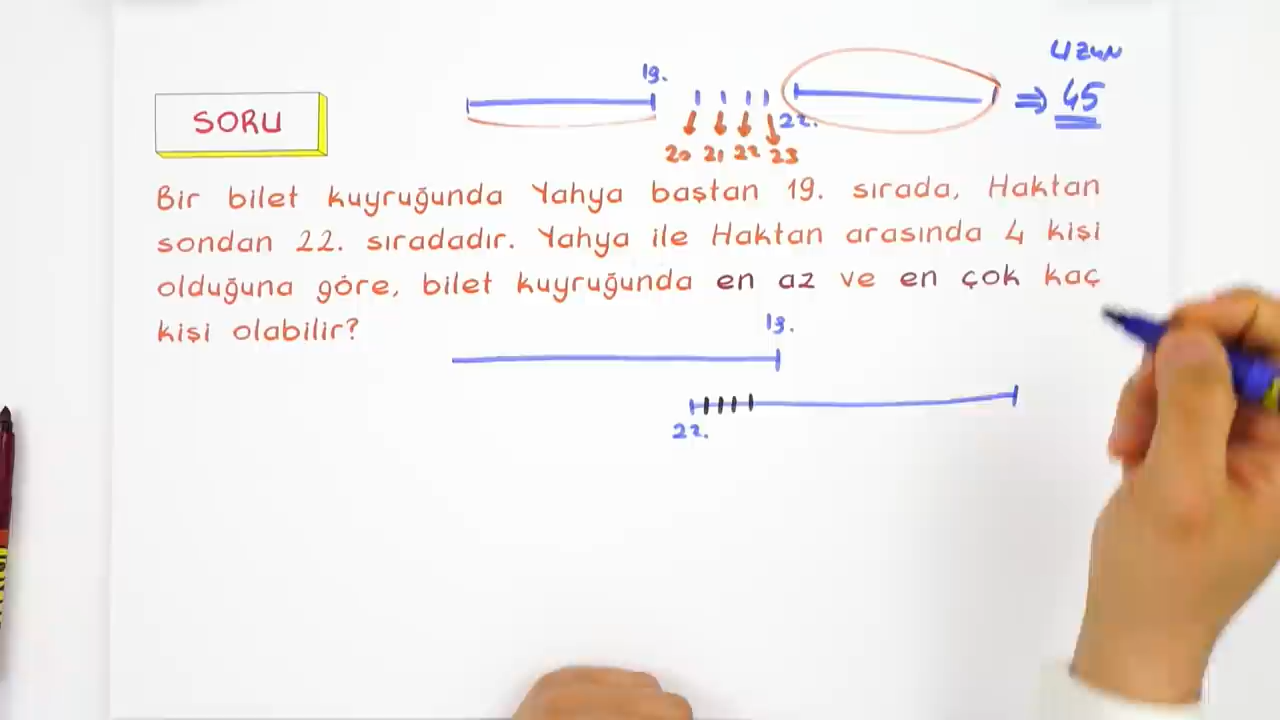 UZUN
19.
⇒ 45
22.
20 21 22 23
SORU
Bir bilet kuyruğunda Yahya baştan 19. sırada, Haktan
sondan 22. sıradadır. Yahya ile Haktan arasında 4 kişi
olduğuna göre, bilet kuyruğunda en az ve en çok kaç
kişi olabilir?
19.
22.